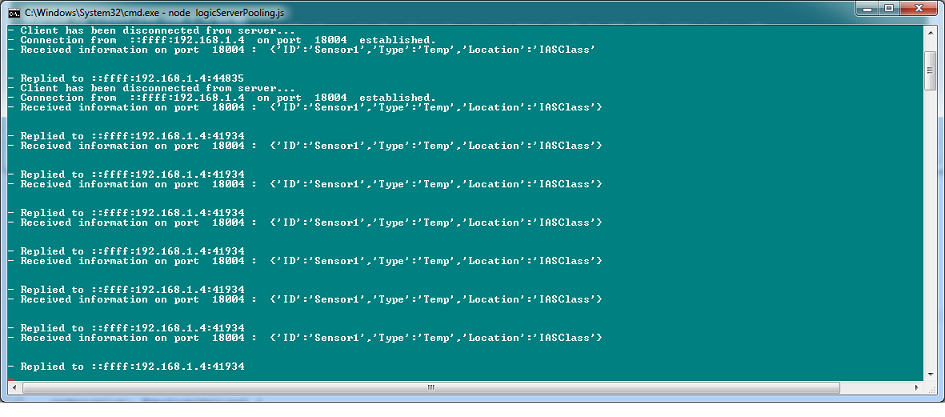 C:\Windows\System32\cmd.exe - node  logicServerPooling.js
- Client has been disconnected from server...
- Connection from  ::ffff:192.168.1.4  on port  18004  established.
- Received information on port  18004 :  {'ID':'Sensor1','Type':'Temp','Location':'IASClass'
- Replied to ::ffff:192.168.1.4:44835
- Client has been disconnected from server...
- Connection from  ::ffff:192.168.1.4  on port  18004  established.
- Received information on port  18004 :  {'ID':'Sensor1','Type':'Temp','Location':'IASClass'}
- Replied to ::ffff:192.168.1.4:41934
- Received information on port  18004 :  {'ID':'Sensor1','Type':'Temp','Location':'IASClass'}
- Replied to ::ffff:192.168.1.4:41934
- Received information on port  18004 :  {'ID':'Sensor1','Type':'Temp','Location':'IASClass'}
- Replied to ::ffff:192.168.1.4:41934
- Received information on port  18004 :  {'ID':'Sensor1','Type':'Temp','Location':'IASClass'}
- Replied to ::ffff:192.168.1.4:41934
- Received information on port  18004 :  {'ID':'Sensor1','Type':'Temp','Location':'IASClass'}
- Replied to ::ffff:192.168.1.4:41934
- Received information on port  18004 :  {'ID':'Sensor1','Type':'Temp','Location':'IASClass'}
- Replied to ::ffff:192.168.1.4:41934
- Received information on port  18004 :  {'ID':'Sensor1','Type':'Temp','Location':'IASClass'}
- Replied to ::ffff:192.168.1.4:41934